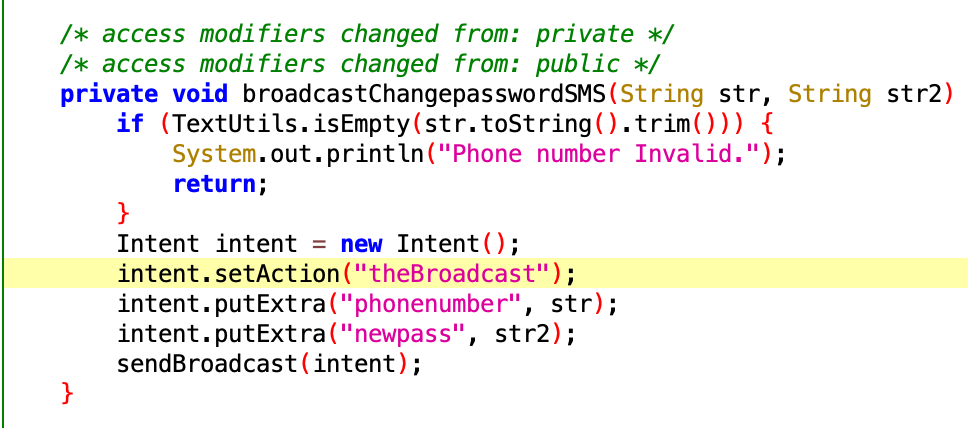 /* access modifiers changed from: private */
/* access modifiers changed from: public */
private void broadcastChangepasswordSMS(String str, String str2)
if (TextUtils.isEmpty(str.toString().trim())) {
System.out.println("Phone number Invalid.");
return;
}
Intent intent = new Intent();
intent.setAction("theBroadcast");
intent.putExtra("phonenumber", str);
intent.putExtra("newpass", str2);
sendBroadcast(intent);
}